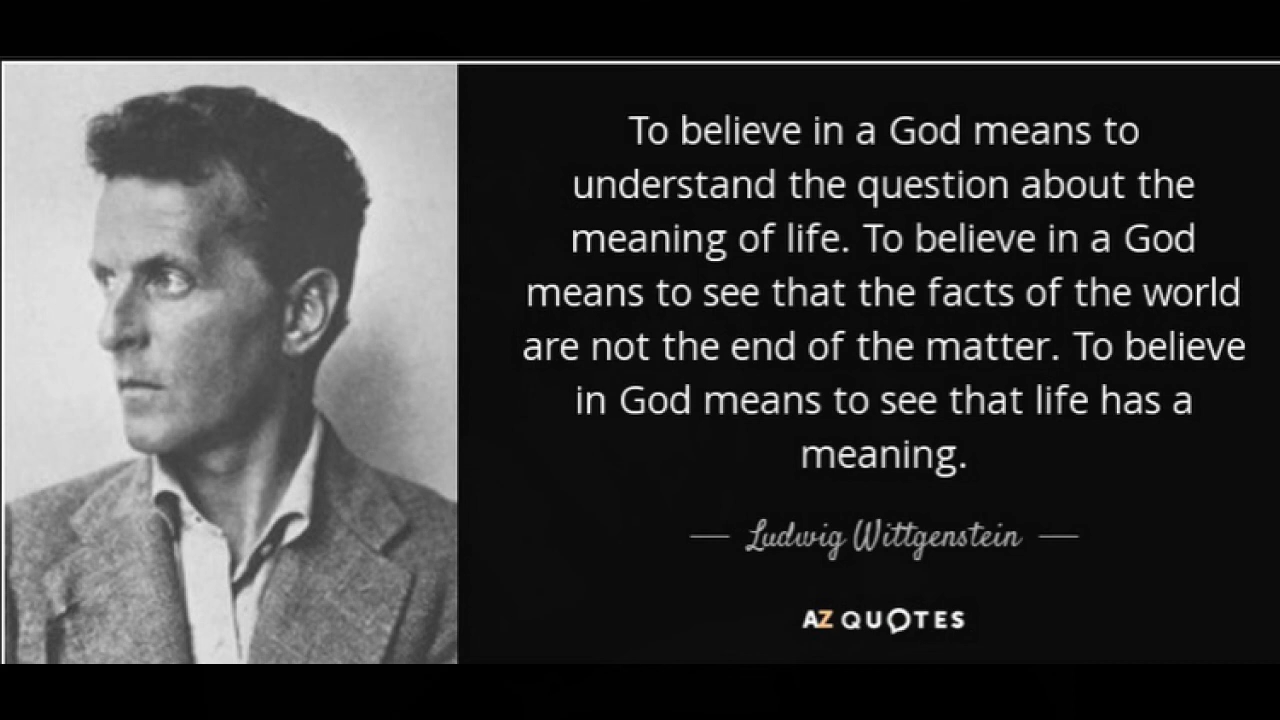 To believe in a God means to
understand the question about the
meaning of life. To believe in a God
means to see that the facts of the world
are not the end of the matter. To believe
in God means to see that life has a
meaning.
Ludwig Wittgenstein
AZ QUOTES